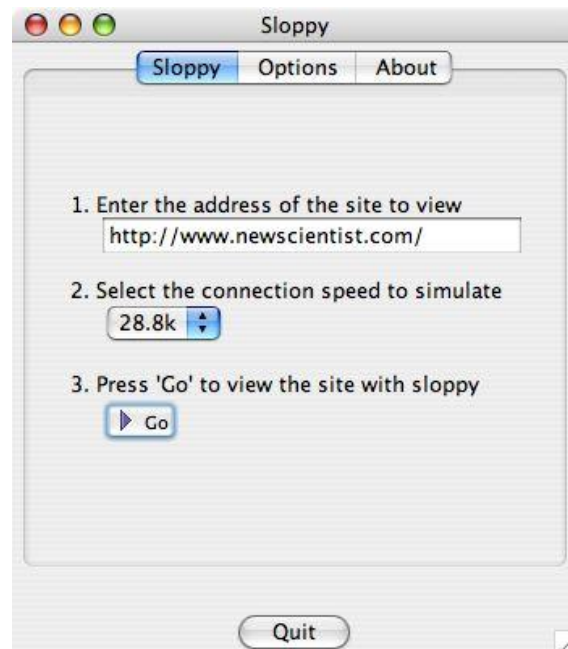 Sloppy
Sloppy Options About
1. Enter the address of the site to view
http://www.newscientist.com/
2. Select the connection speed to simulate
28.8k
3. Press 'Go' to view the site with sloppy
Go
Quit